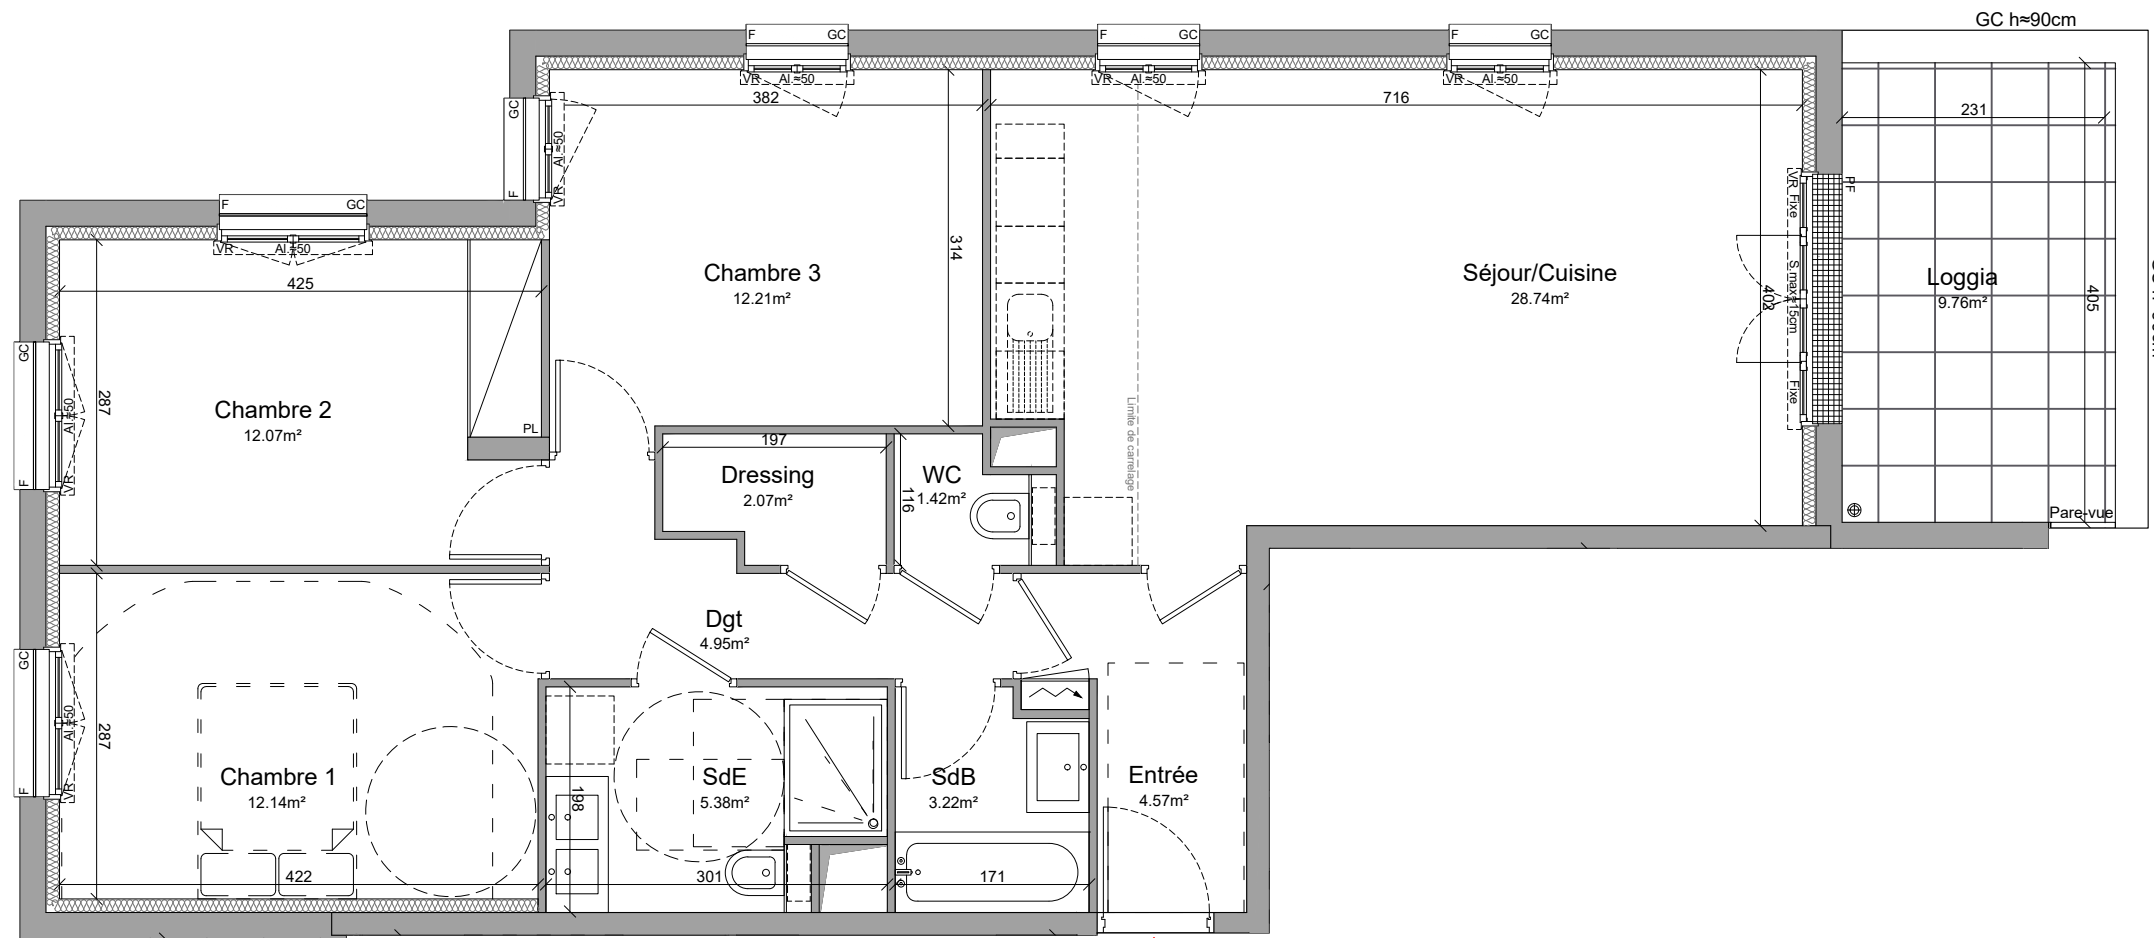 GC h≈90cm
F GC
VR Al.≈50
F GC
VR Al.≈50
F GC
VR Al.≈50
382
716
231
GC
F
Al.≈50
VR
PF
VR
Fixe
S.max≈15cm
Fixe
314
402
405
F GC
VR Al.≈50
425
Chambre 3
12.21m²
Séjour/Cuisine
28.74m²
Loggia
9.76m²
GC
F
Al.≈50
VR
287
Chambre 2
12.07m²
PL
Limite de carrelage
197
Dressing
2.07m²
WC
1.42m²
116
Pare-vue
Dgt
4.95m²
GC
F
Al.≈50
VR
287
Chambre 1
12.14m²
198
SdE
5.38m²
SdB
3.22m²
Entrée
4.57m²
422
301
171